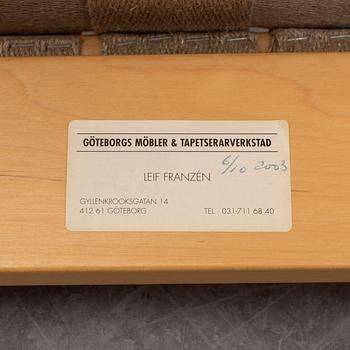 GÖTEBORGS MÖBLER & TAPETSERARVERKSTAD
6/10 2003
LEIF FRANZÉN
GYLLENKROOKSGATAN 14
412 61 GÖTEBORG TEL. 031-711 68 40